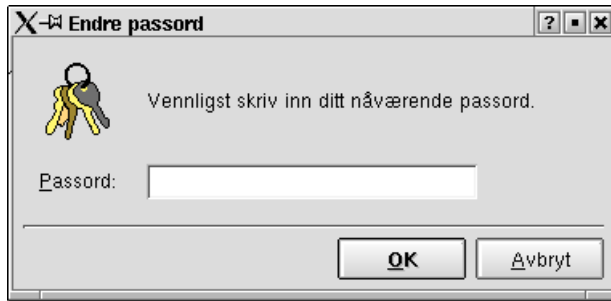 Endre passord
Vennligst skriv inn ditt nåværende passord.
Passord:
OK
Avbryt